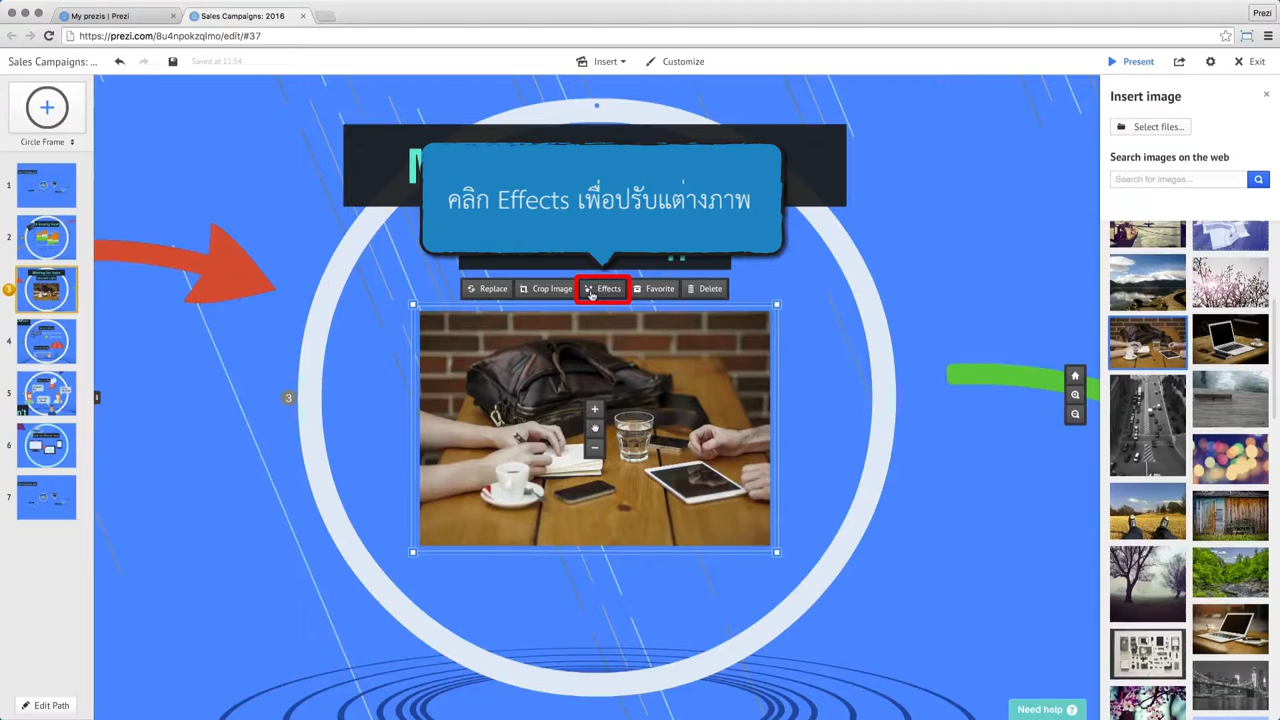 My prezis | Prezi
Sales Campaigns: 2016
Prezi
https://prezi.com/8u4npokzqlmo/edit/#37
Sales Campaigns: ...
Saved at 11:54
Insert
Customize
Present
Exit
Circle Frame
1
2
3
4
5
6
7
Edit Path
คลิก Effects เพื่อปรับแต่างภาพ
Replace
Crop Image
Effects
Favorite
Delete
3
Insert image
Select files...
Search images on the web
Search for images...
Need help ?